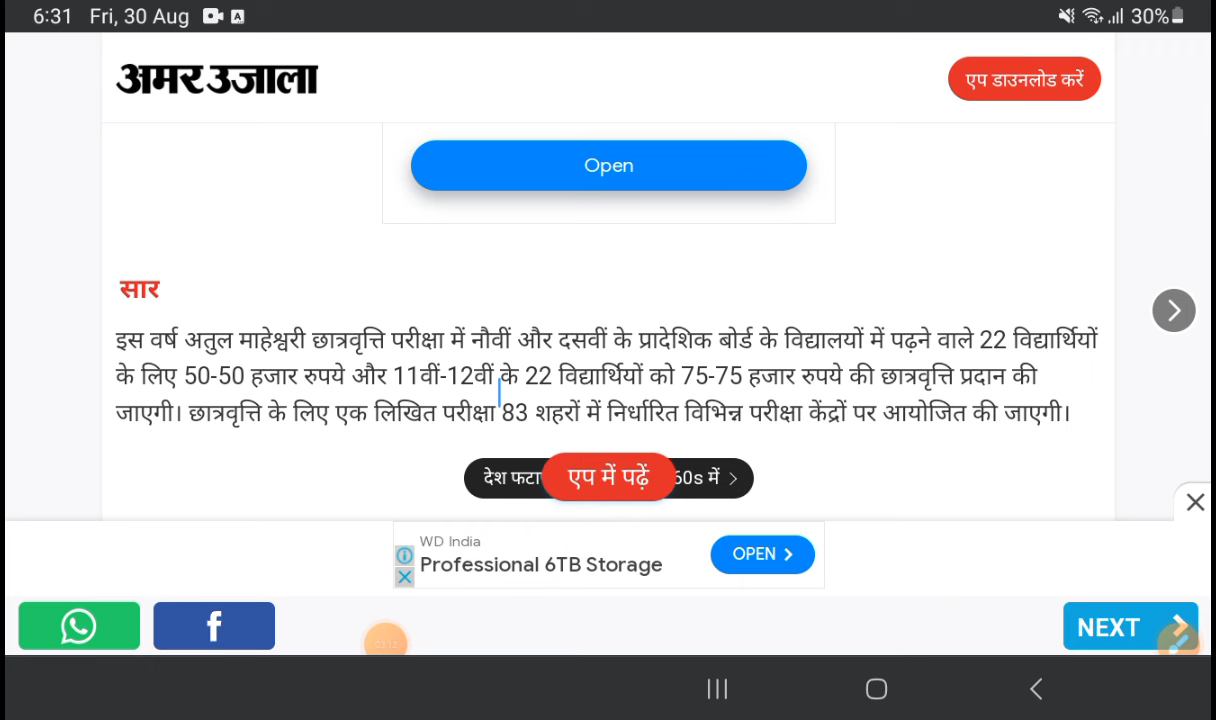 6:31 Fri, 30 Aug 30%
अमर उजाला
एप डाउनलोड करें
Open
सार
इस वर्ष अतुल माहेश्वरी छात्रवृत्ति परीक्षा में नौवीं और दसवीं के प्रादेशिक बोर्ड के विद्यालयों में पढ़ने वाले 22 विद्यार्थियों
के लिए 50-50 हजार रुपये और 11वीं-12वीं के 22 विद्यार्थियों को 75-75 हजार रुपये की छात्रवृत्ति प्रदान की
जाएगी। छात्रवृत्ति के लिए एक लिखित परीक्षा 83 शहरों में निर्धारित विभिन्न परीक्षा केंद्रों पर आयोजित की जाएगी।
देश फटा एप में पढ़ें 60s में
WD India
Professional 6TB Storage
OPEN
NEXT